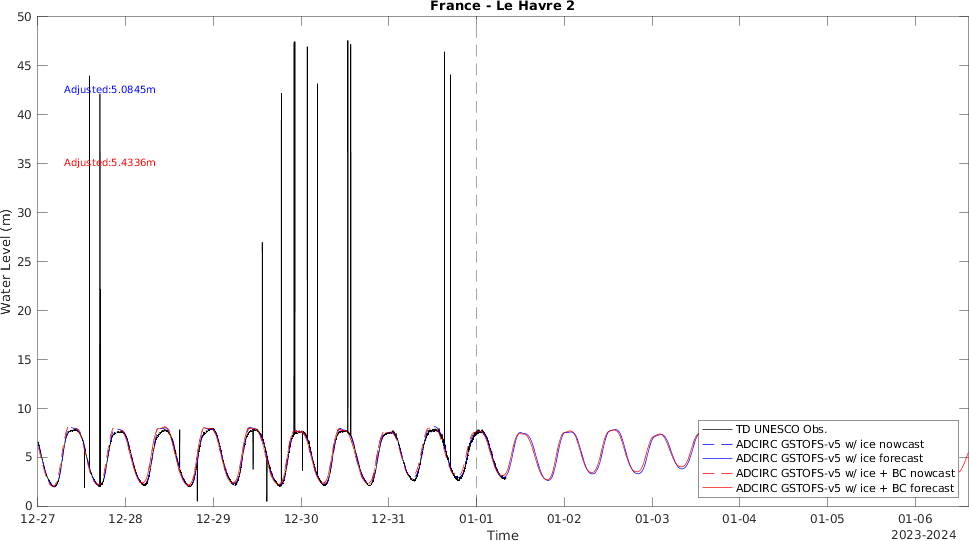 France - Le Havre 2
50
45
40
35
30
25
20
15
10
5
0
Water Level (m)
Adjusted:5.0845m
Adjusted:5.4336m
TD UNESCO Obs.
ADCIRC GSTOFS-v5 w/ ice nowcast
ADCIRC GSTOFS-v5 w/ ice forecast
ADCIRC GSTOFS-v5 w/ ice + BC nowcast
ADCIRC GSTOFS-v5 w/ ice + BC forecast
12-27 12-28 12-29 12-30 12-31 01-01 01-02 01-03 01-04 01-05 01-06
Time
2023-2024